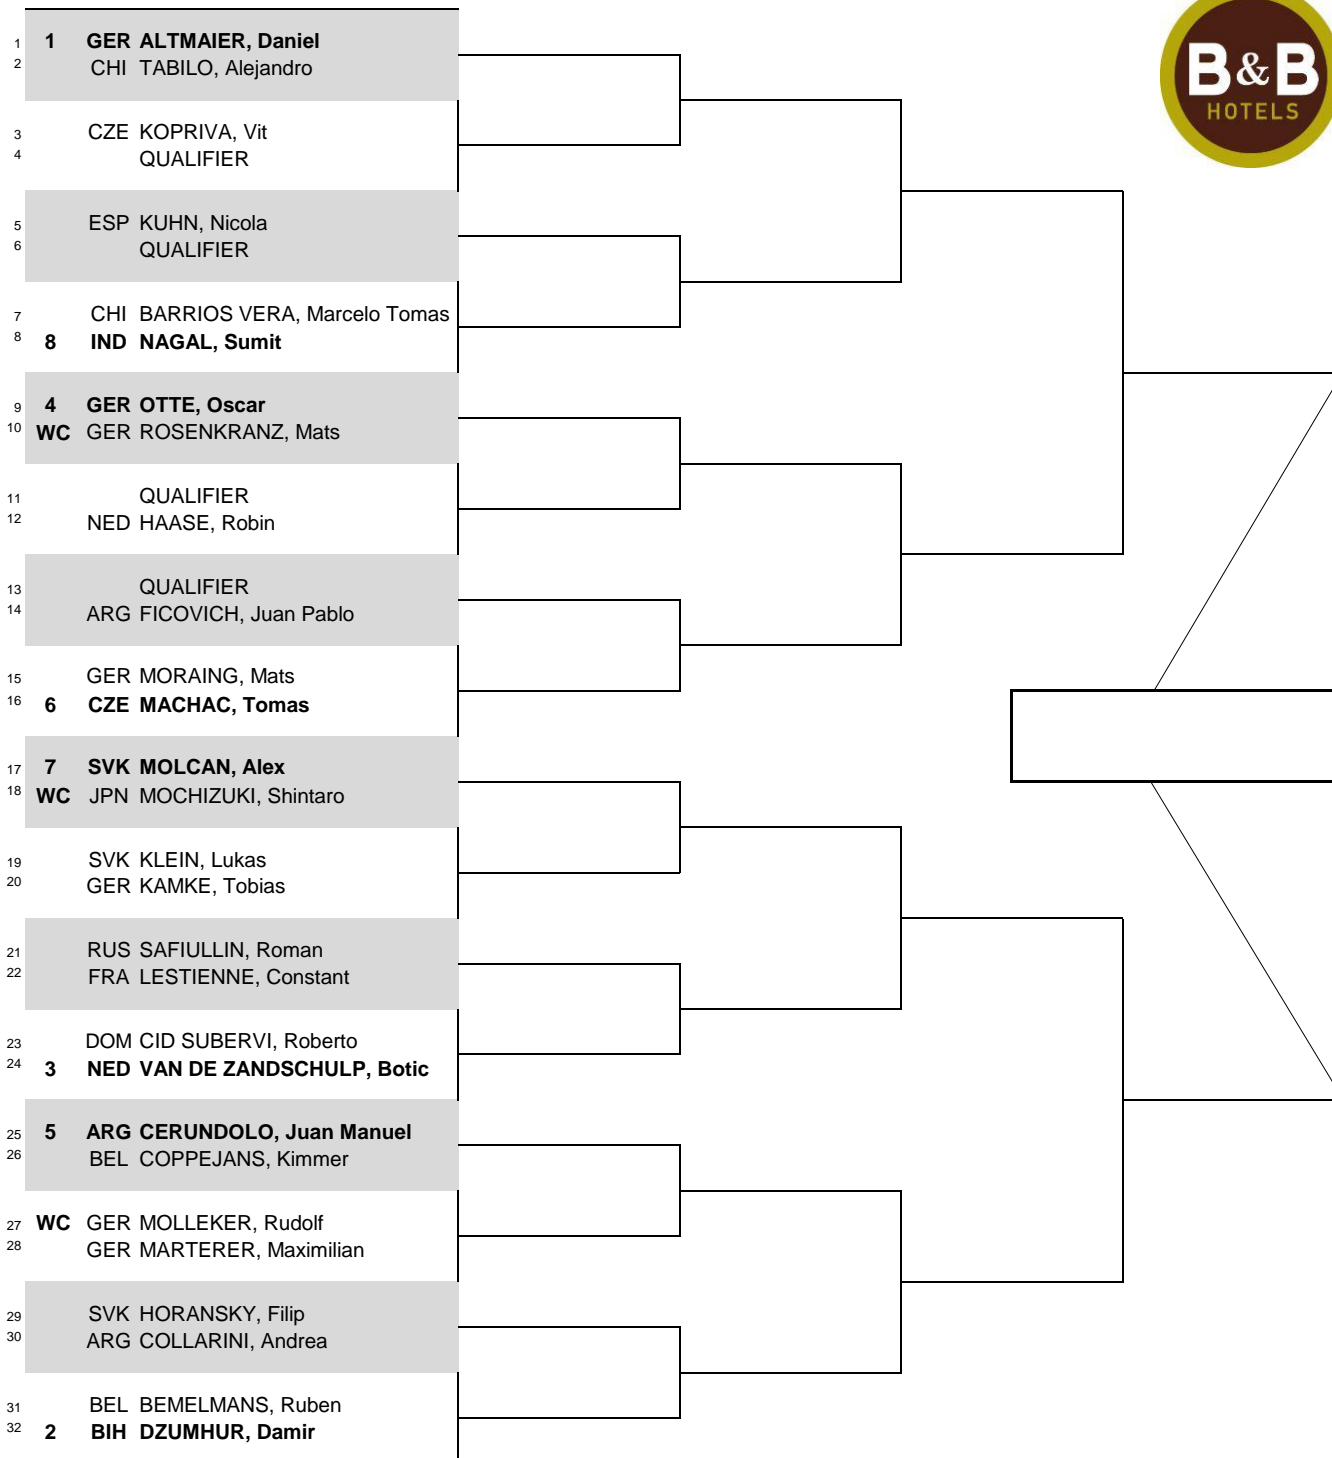 B&B
HOTELS
1 1 GER ALTMAIER, Daniel
2 CHI TABILO, Alejandro
3 CZE KOPRIVA, Vit
4 QUALIFIER
5 ESP KUHN, Nicola
6 QUALIFIER
7 CHI BARRIOS VERA, Marcelo Tomas
8 8 IND NAGAL, Sumit
9 4 GER OTTE, Oscar
10 WC GER ROSENKRANZ, Mats
11 QUALIFIER
12 NED HAASE, Robin
13 QUALIFIER
14 ARG FICOVICH, Juan Pablo
15 GER MORAING, Mats
16 6 CZE MACHAC, Tomas
17 7 SVK MOLCAN, Alex
18 WC JPN MOCHIZUKI, Shintaro
19 SVK KLEIN, Lukas
20 GER KAMKE, Tobias
21 RUS SAFIULLIN, Roman
22 FRA LESTIENNE, Constant
23 DOM CID SUBERVI, Roberto
24 3 NED VAN DE ZANDSCHULP, Botic
25 5 ARG CERUNDOLO, Juan Manuel
26 BEL COPPEJANS, Kimmer
27 WC GER MOLLEKER, Rudolf
28 GER MARTERER, Maximilian
29 SVK HORANSKY, Filip
30 ARG COLLARINI, Andrea
31 BEL BEMELMANS, Ruben
32 2 BIH DZUMHUR, Damir